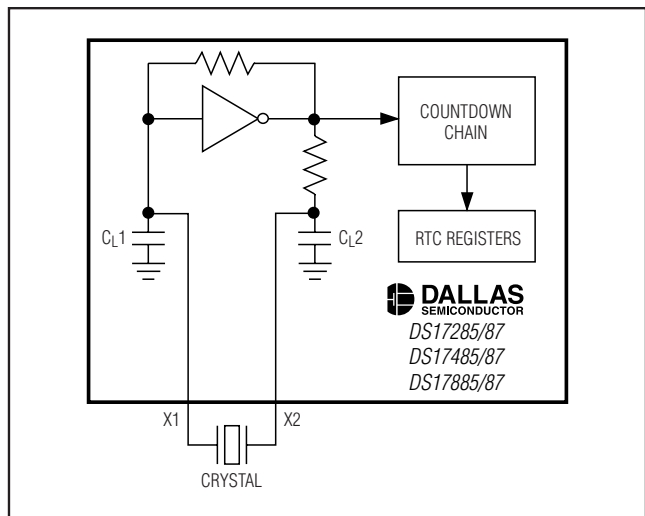 COUNTDOWN
CHAIN
RTC REGISTERS
CL1
CL2
DALLAS
SEMICONDUCTOR
DS17285/87
DS17485/87
DS17885/87
X1
X2
CRYSTAL